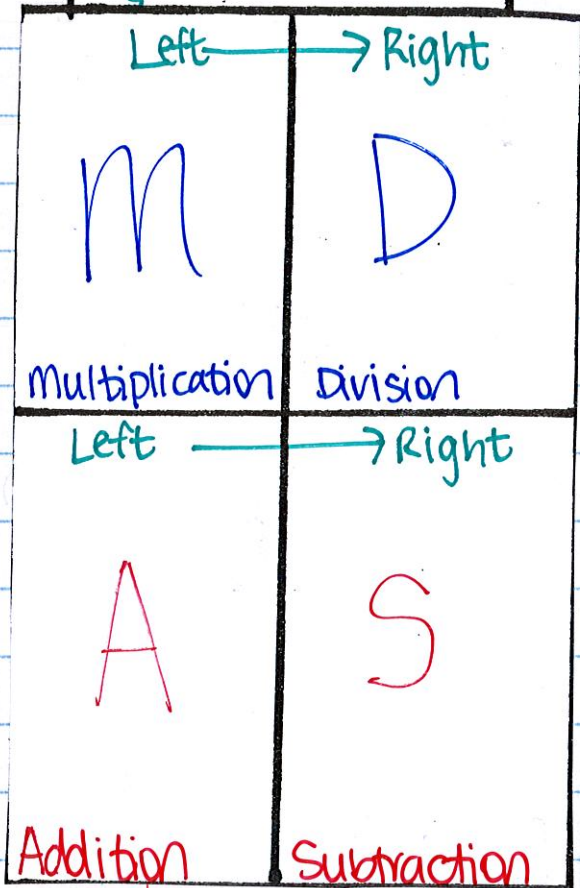 Left → Right
M D
Multiplication Division
Left → Right
A S
Addition Subtraction